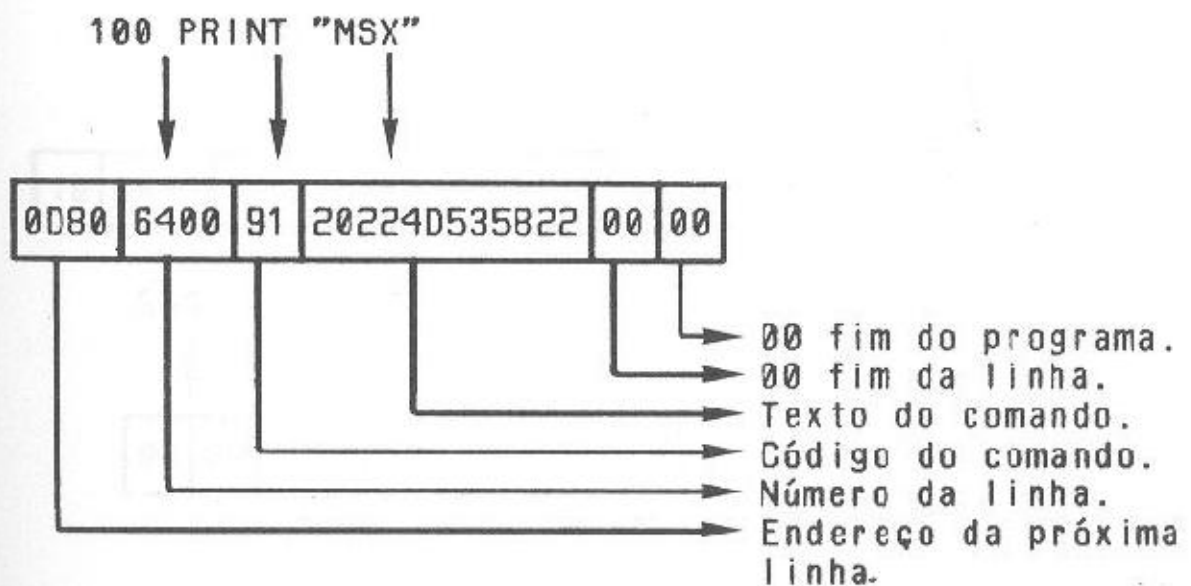 100 PRINT "MSX"
0D80 6400 91 20224D535822 00 00
00 fim do programa.
00 fim da linha.
Texto do comando.
Código do comando.
Número da linha.
Endereço da próxima
linha.